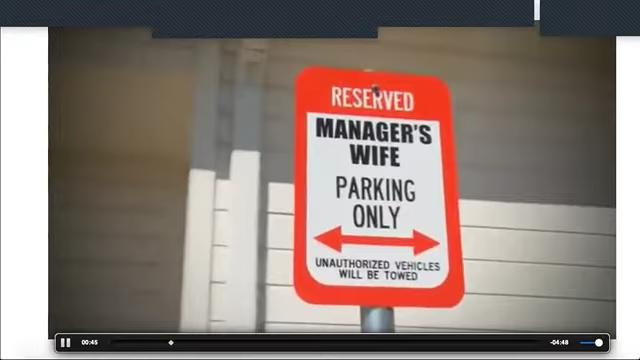 RESERVED
MANAGER'S
WIFE
PARKING
ONLY
UNAUTHORIZED VEHICLES
WILL BE TOWED
00:45
-04:48